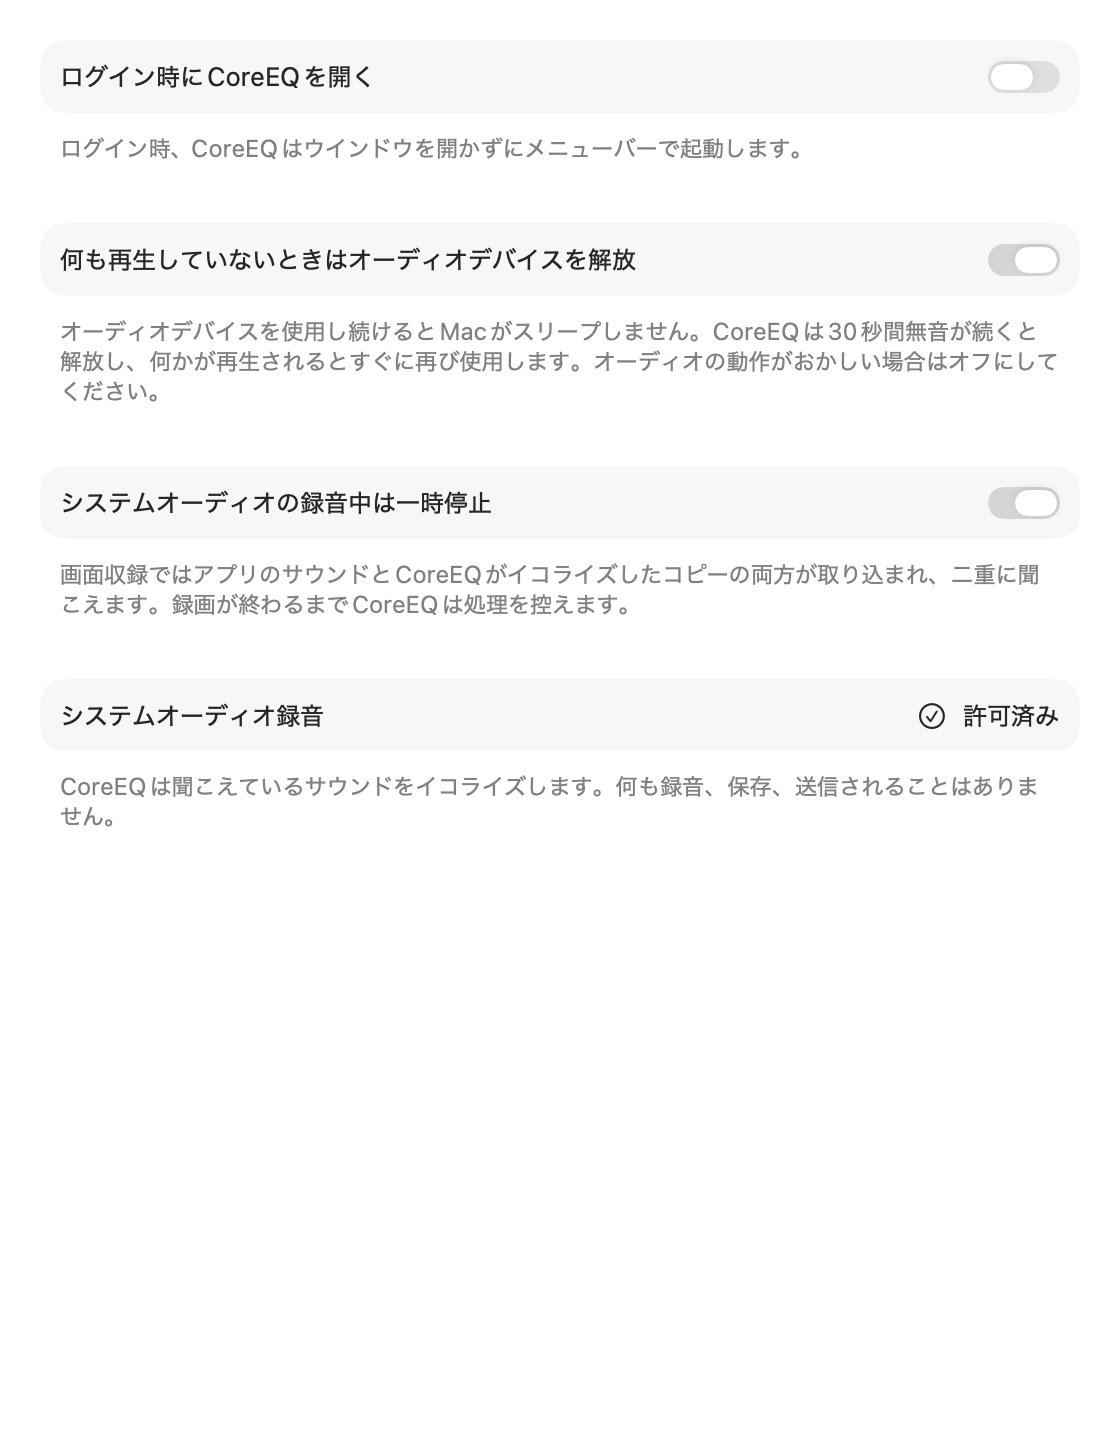 ログイン時にCoreEQを開く
ログイン時、CoreEQはウインドウを開かずにメニューバーで起動します。
何も再生していないときはオーディオデバイスを解放
オーディオデバイスを使用し続けるとMacがスリープしません。CoreEQは30秒間無音が続くと
解放し、何かが再生されるとすぐに再び使用します。オーディオの動作がおかしい場合はオフにして
ください。
システムオーディオの録音中は一時停止
画面収録ではアプリのサウンドとCoreEQがイコライズしたコピーの両方が取り込まれ、二重に聞
こえます。録画が終わるまでCoreEQは処理を控えます。
システムオーディオ録音
許可済み
CoreEQは聞こえているサウンドをイコライズします。何も録音、保存、送信されることはありま
せん。